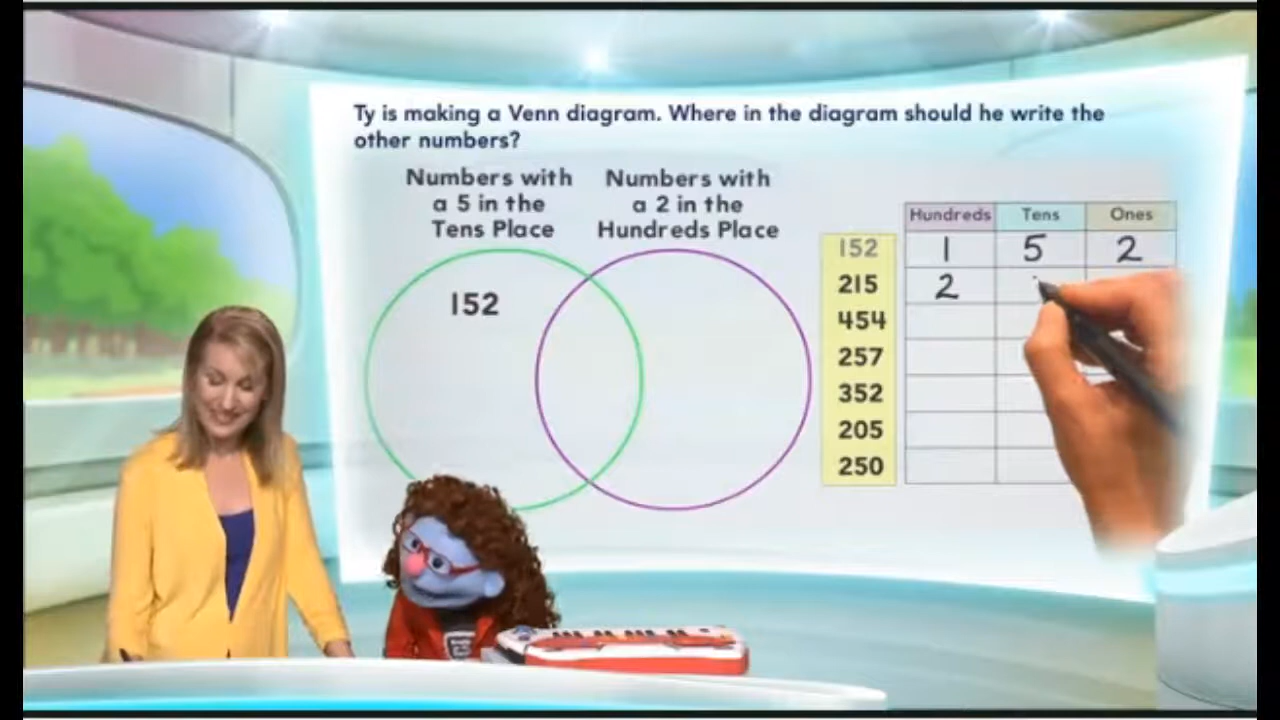 Ty is making a Venn diagram. Where in the diagram should he write the
other numbers?
Numbers with
a 5 in the
Tens Place
Numbers with
a 2 in the
Hundreds Place
152
Hundreds Tens Ones
152 1 5 2
215 2
454
257
352
205
250